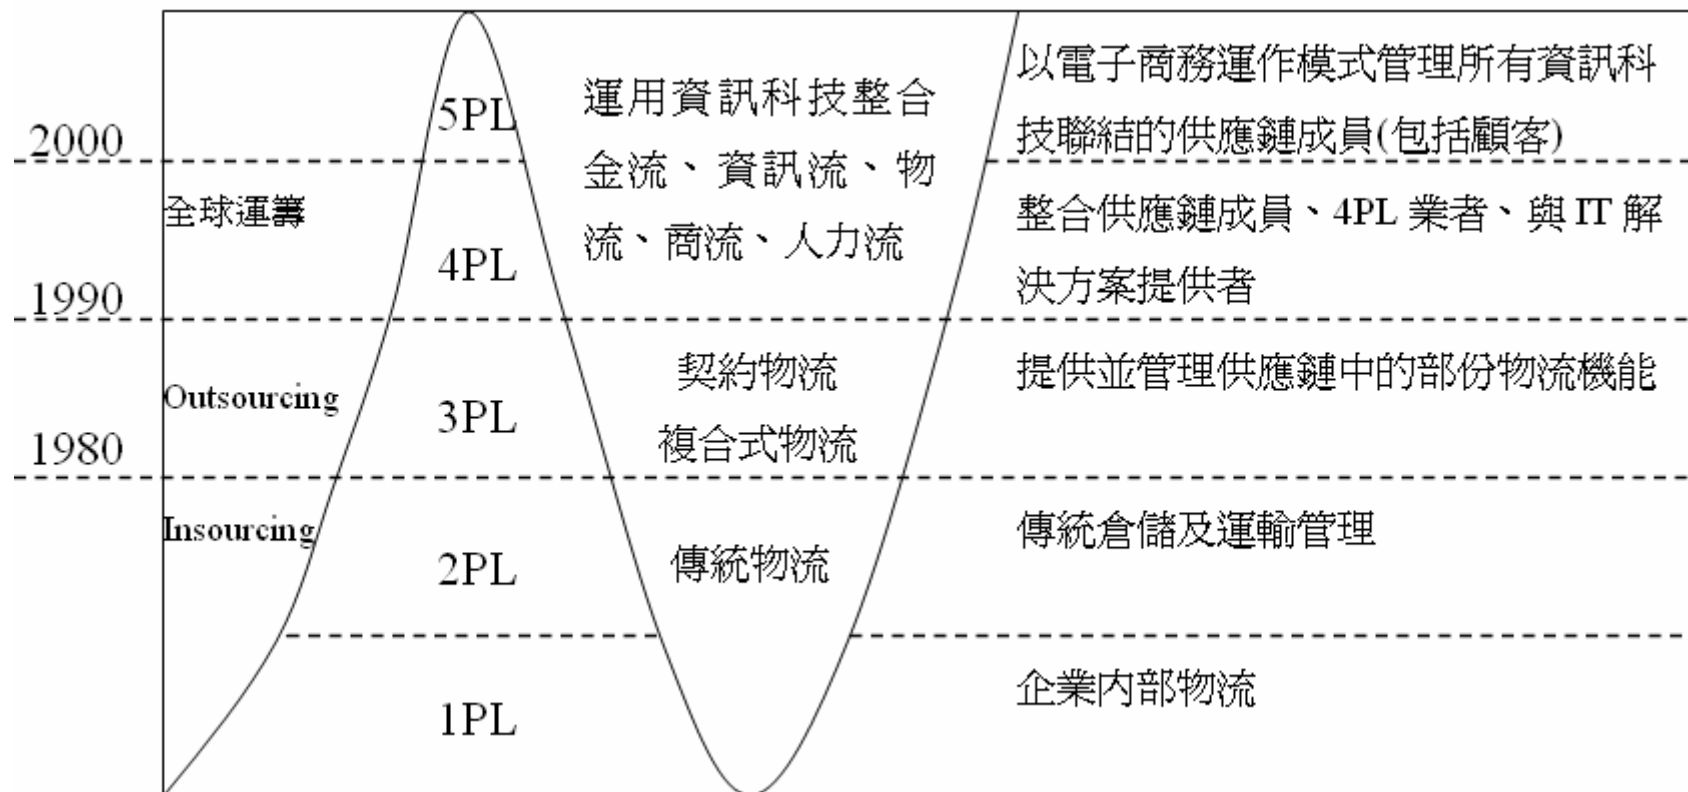 2000
1990
1980
全球運籌
Outsourcing
Insourcing
5PL
4PL
3PL
2PL
1PL
運用資訊科技整合
金流、資訊流、物
流、商流、人力流
契約物流
複合式物流
傳統物流
以電子商務運作模式管理所有資訊科
技聯結的供應鏈成員(包括顧客)
整合供應鏈成員、4PL 業者、與 IT 解
決方案提供者
提供並管理供應鏈中的部份物流機能
傳統倉儲及運輸管理
企業內部物流